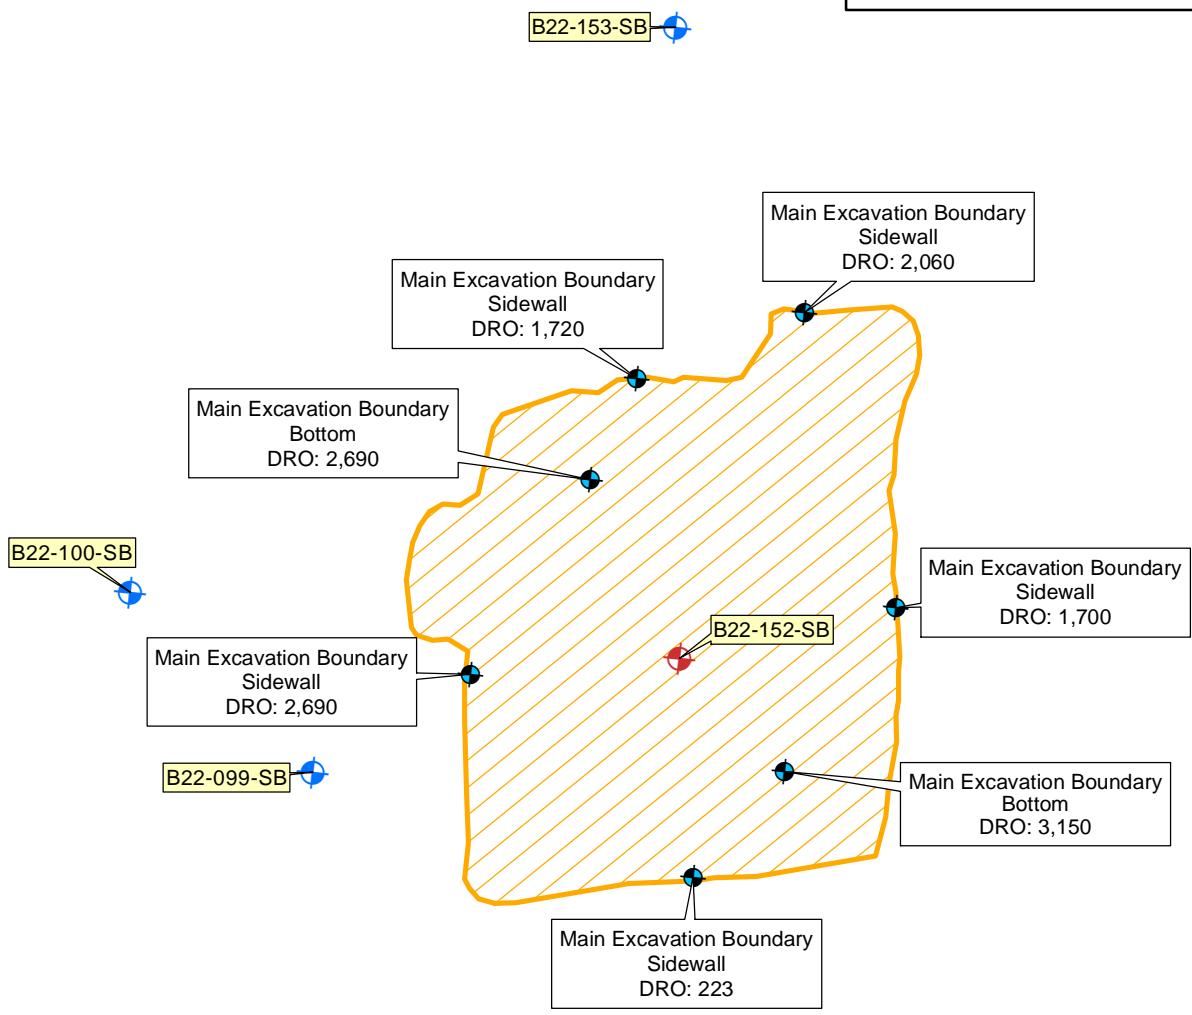 B22-153-SB
Main Excavation Boundary
Sidewall
DRO: 2,060
Main Excavation Boundary
Sidewall
DRO: 1,720
Main Excavation Boundary
Bottom
DRO: 2,690
B22-100-SB
Main Excavation Boundary
Sidewall
DRO: 1,700
B22-152-SB
Main Excavation Boundary
Sidewall
DRO: 2,690
B22-099-SB
Main Excavation Boundary
Bottom
DRO: 3,150
Main Excavation Boundary
Sidewall
DRO: 223